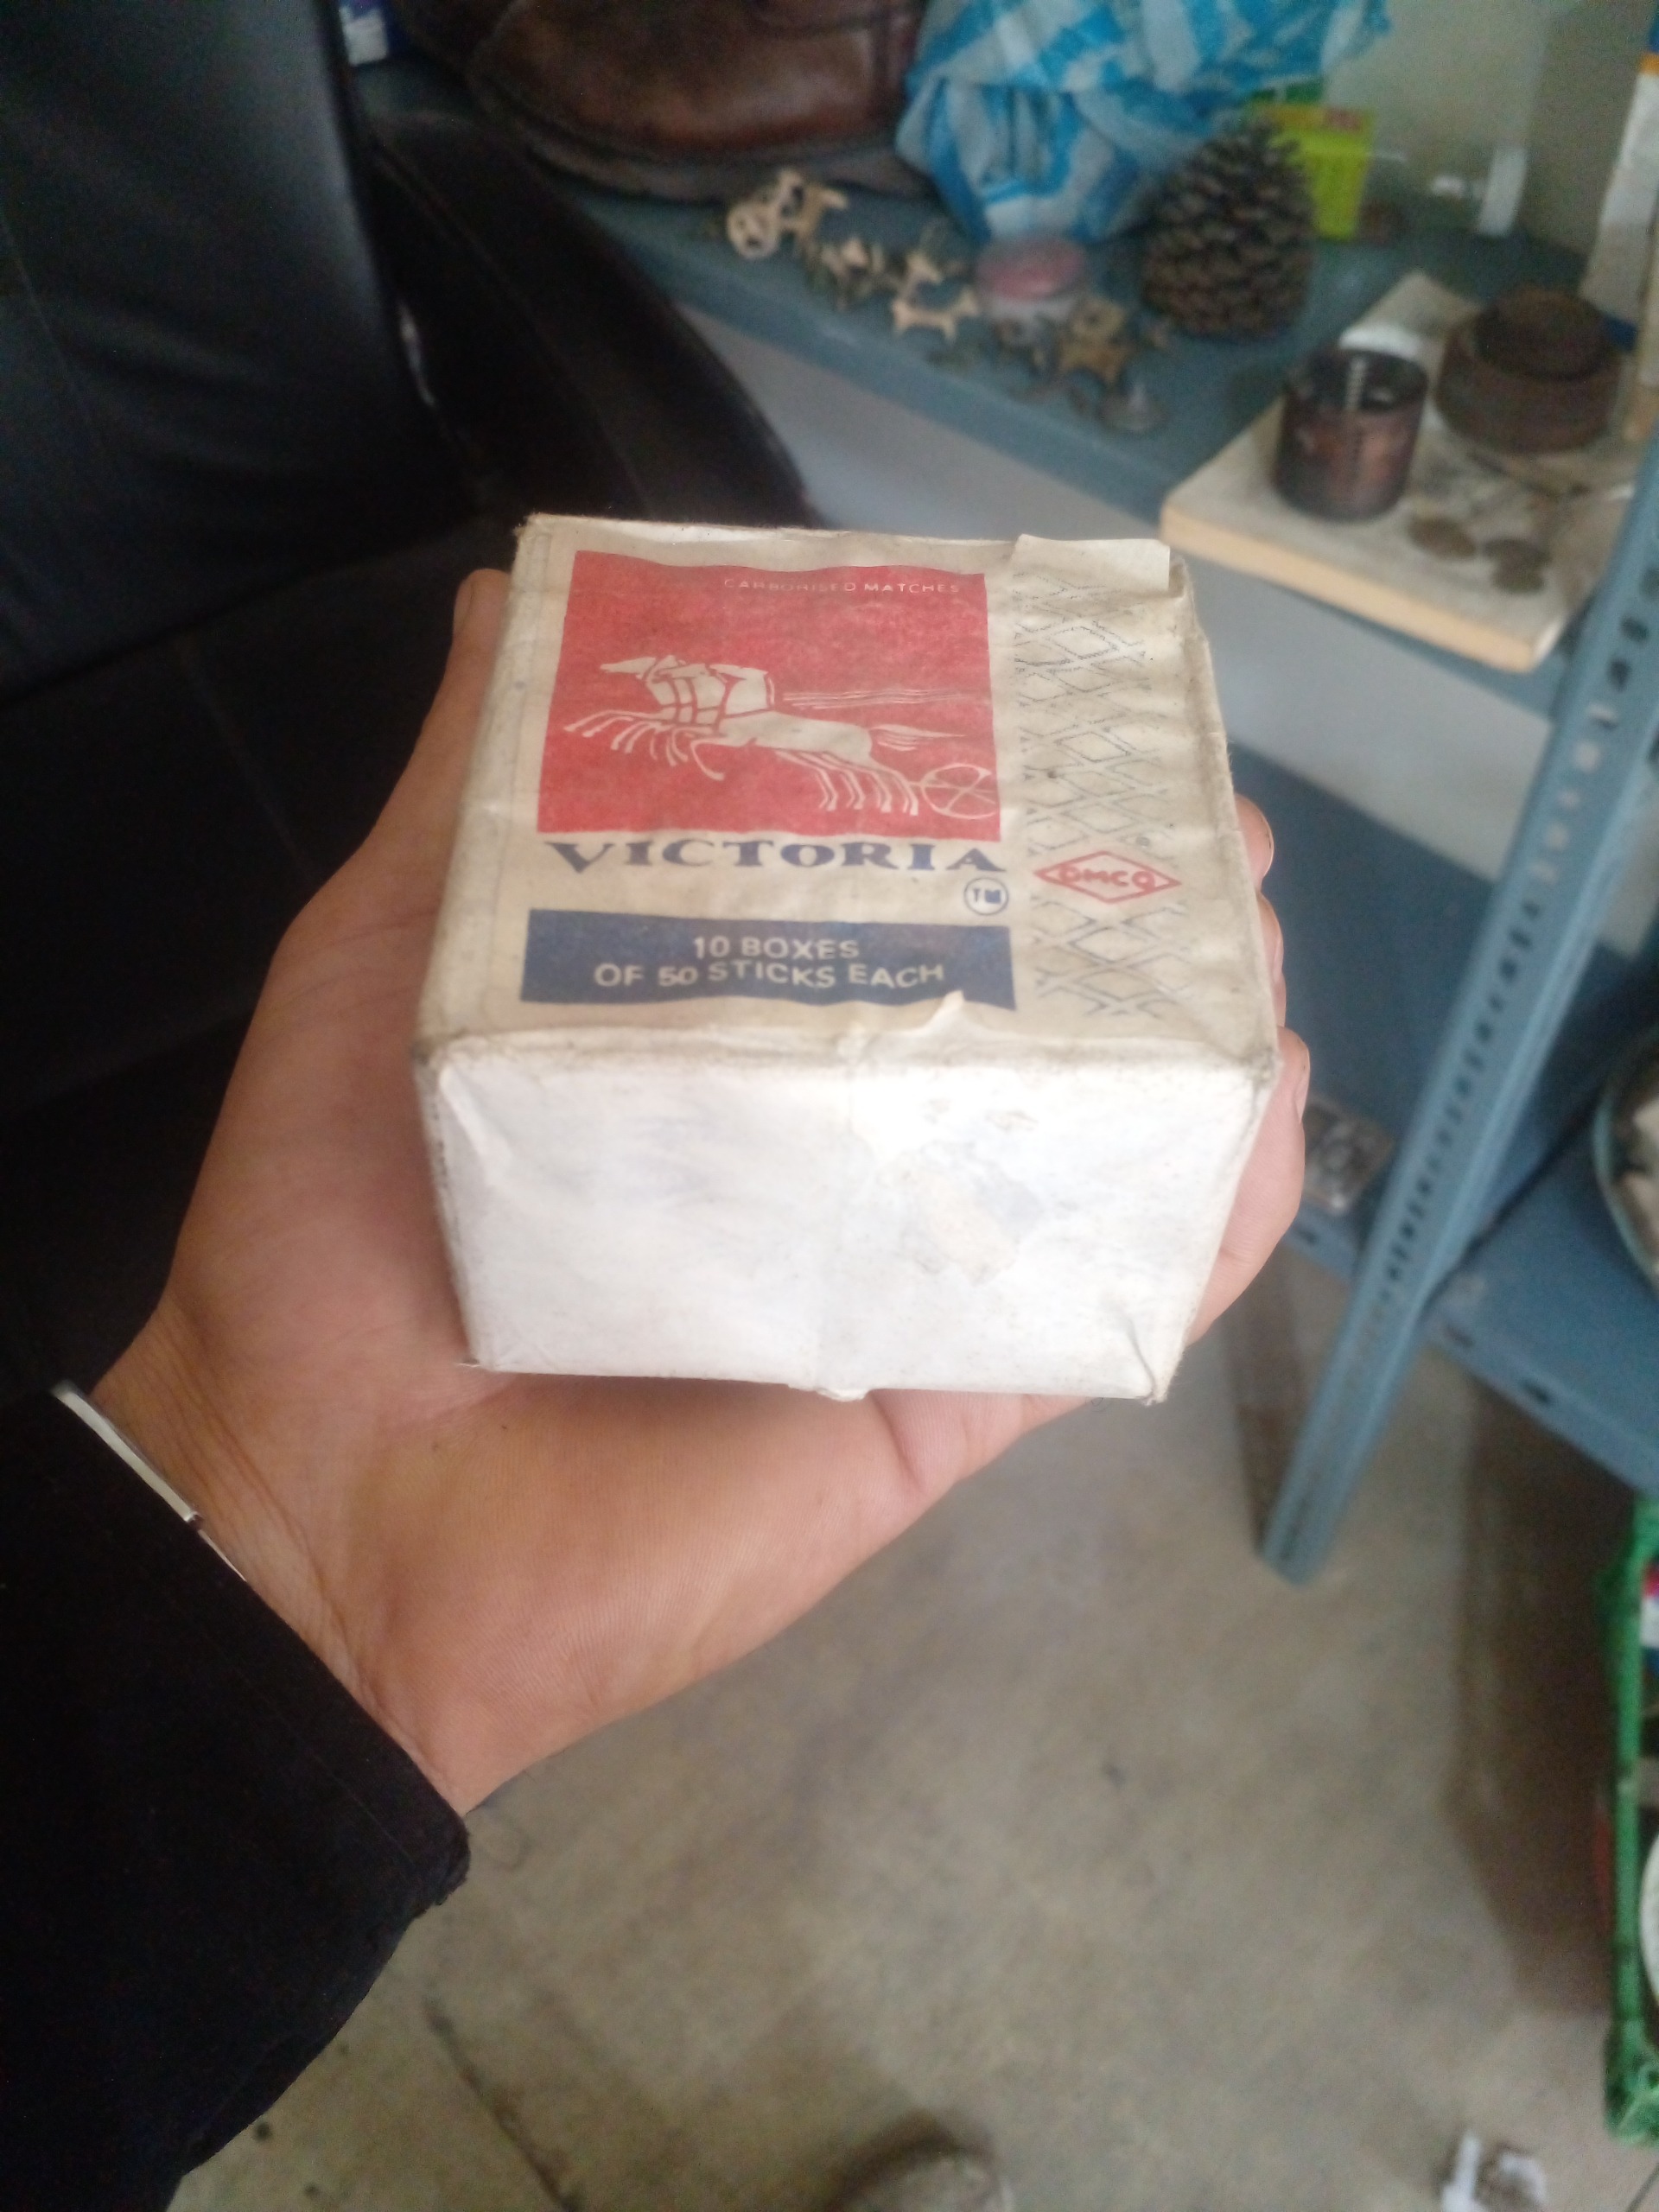 CARBONISED MATCHES
VICTORIA
TM
OMCO
10 BOXES
OF 50 STICKS EACH